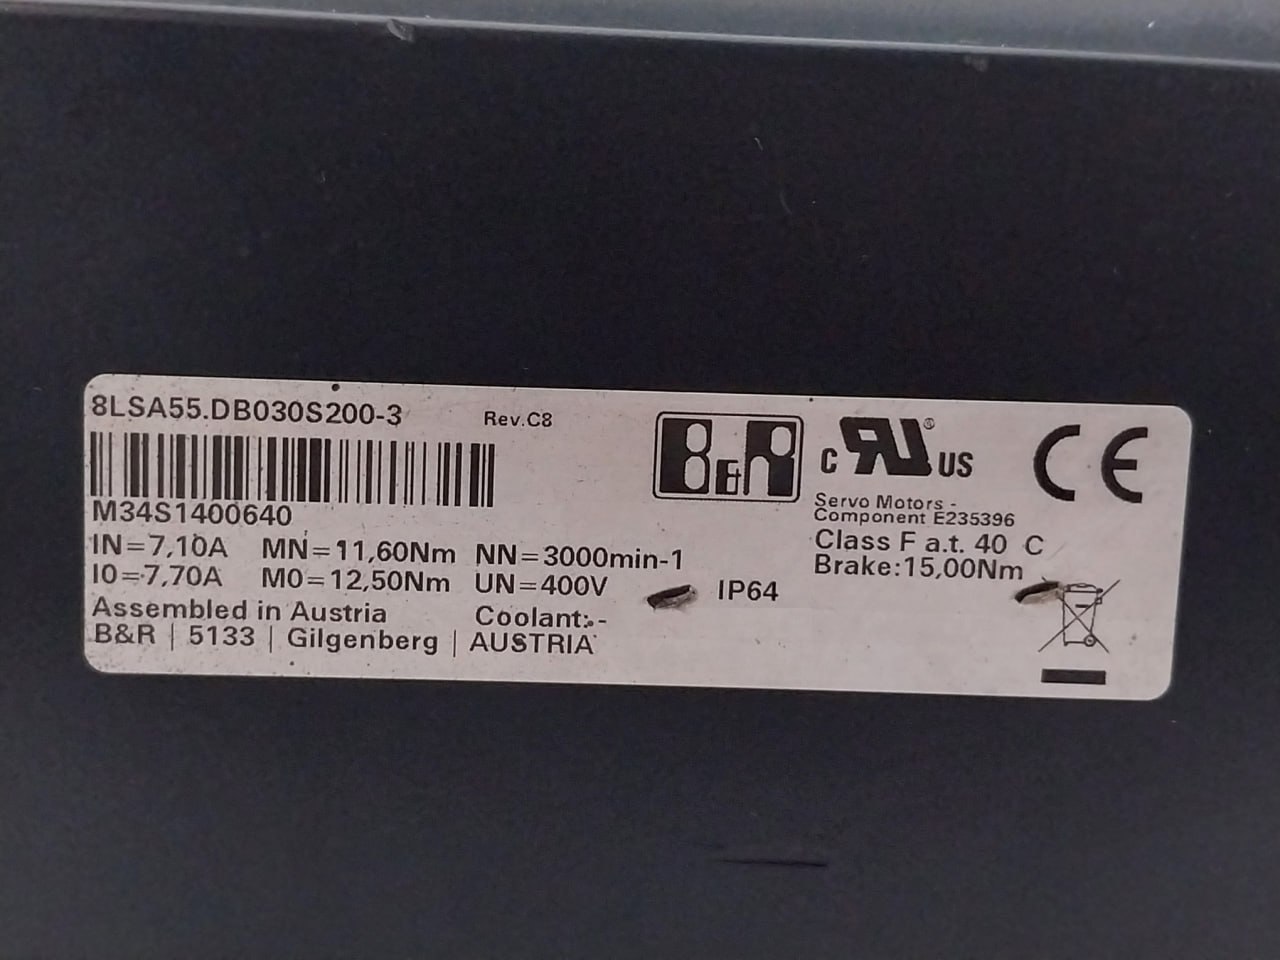 8LSA55.DB030S200-3 Rev.C8
M34S1400640
IN=7,10A MN=11,60Nm NN=3000min-1
I0=7,70A M0=12,50Nm UN=400V IP64
Assembled in Austria Coolant:-
B&R | 5133 | Gilgenberg | AUSTRIA
B&R
c RU ® US
CE
Servo Motors -
Component E235396
Class F a.t. 40 C
Brake:15,00Nm